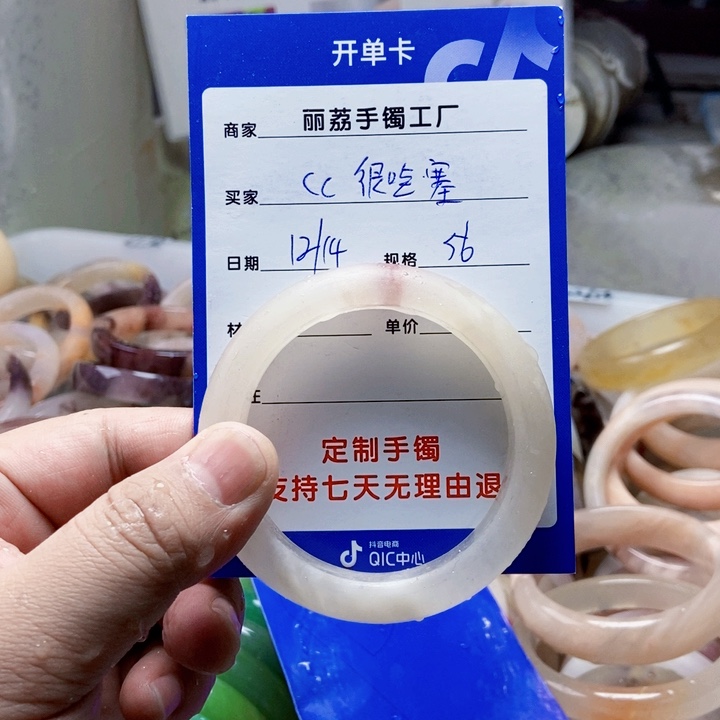 开单卡
商家 丽荔手镯工厂
买家 CC 很吃塞
日期 12/14 规格 56
单价
定制手镯
支持七天无理由退
抖音电商
QIC中心